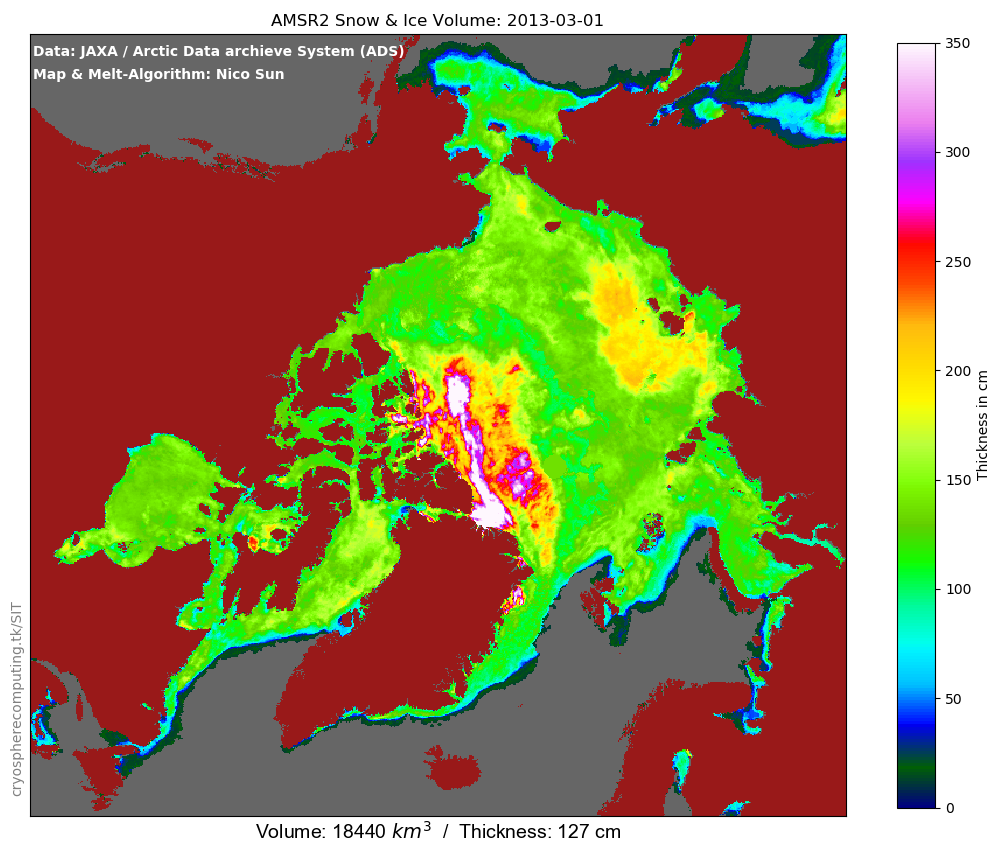 AMSR2 Snow & Ice Volume: 2013-03-01
Data: JAXA / Arctic Data archieve System (ADS)
Map & Melt-Algorithm: Nico Sun
350
300
250
200
150
100
50
0
Thickness in cm
cryospherecomputing.tk/SIT
Volume: 18440 km³ / Thickness: 127 cm